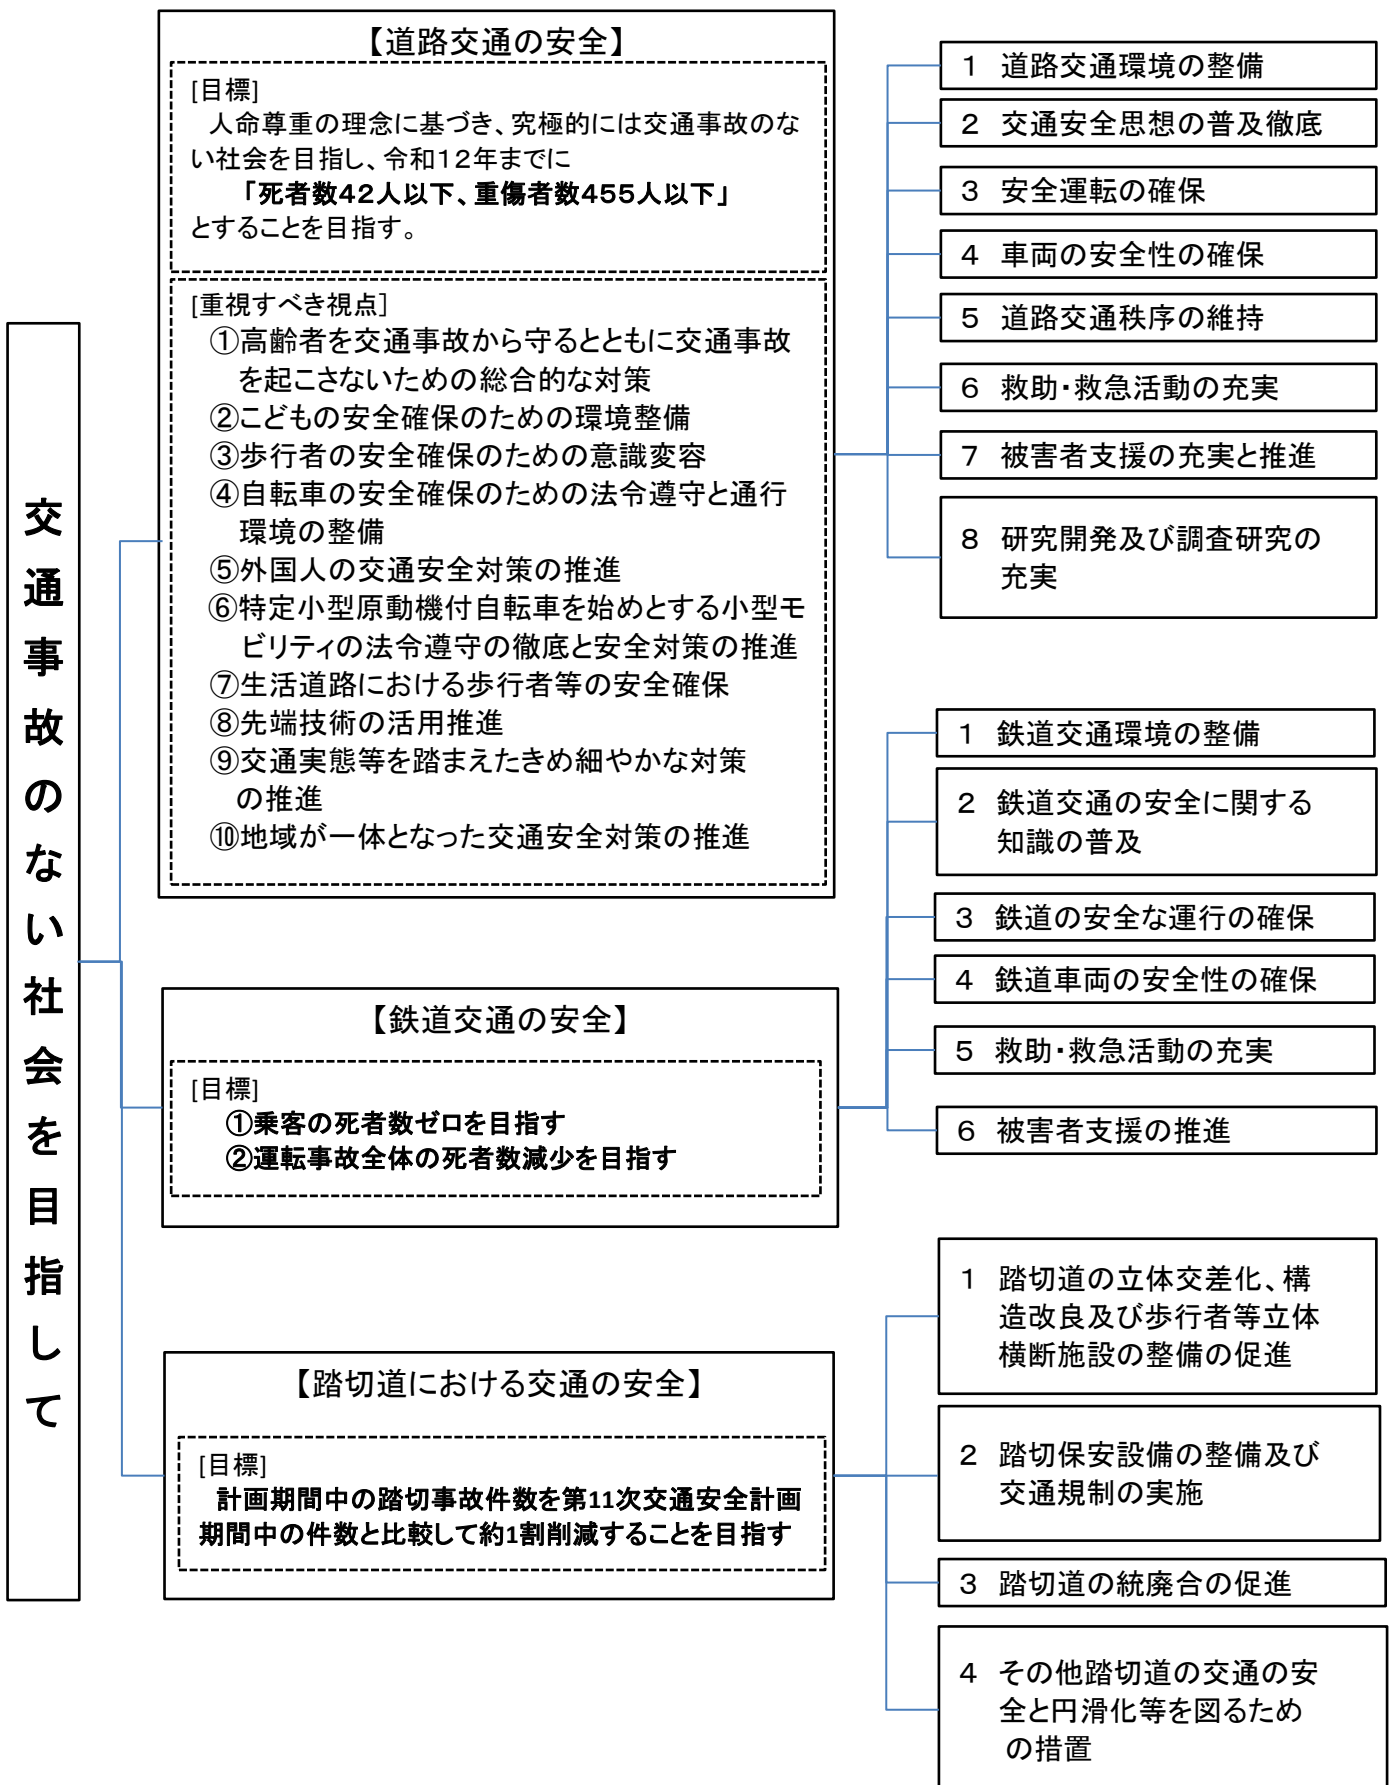 交通事故のない社会を目指して
【道路交通の安全】
[目標]
人命尊重の理念に基づき、究極的には交通事故のな
い社会を目指し、令和12年までに
「死者数42人以下、重傷者数455人以下」
とすることを目指す。
[重視すべき視点]
①高齢者を交通事故から守るとともに交通事故
を起こさないための総合的な対策
②こどもの安全確保のための環境整備
③歩行者の安全確保のための意識変容
④自転車の安全確保のための法令遵守と通行
環境の整備
⑤外国人の交通安全対策の推進
⑥特定小型原動機付自転車を始めとする小型モ
ビリティの法令遵守の徹底と安全対策の推進
⑦生活道路における歩行者等の安全確保
⑧先端技術の活用推進
⑨交通実態等を踏まえたきめ細やかな対策
の推進
⑩地域が一体となった交通安全対策の推進
1 道路交通環境の整備
2 交通安全思想の普及徹底
3 安全運転の確保
4 車両の安全性の確保
5 道路交通秩序の維持
6 救助・救急活動の充実
7 被害者支援の充実と推進
8 研究開発及び調査研究の
充実
【鉄道交通の安全】
[目標]
①乗客の死者数ゼロを目指す
②運転事故全体の死者数減少を目指す
1 鉄道交通環境の整備
2 鉄道交通の安全に関する
知識の普及
3 鉄道の安全な運行の確保
4 鉄道車両の安全性の確保
5 救助・救急活動の充実
6 被害者支援の推進
【踏切道における交通の安全】
[目標]
計画期間中の踏切事故件数を第11次交通安全計画
期間中の件数と比較して約1割削減することを目指す
1 踏切道の立体交差化、構
造改良及び歩行者等立体
横断施設の整備の促進
2 踏切保安設備の整備及び
交通規制の実施
3 踏切道の統廃合の促進
4 その他踏切道の交通の安
全と円滑化等を図るため
の措置